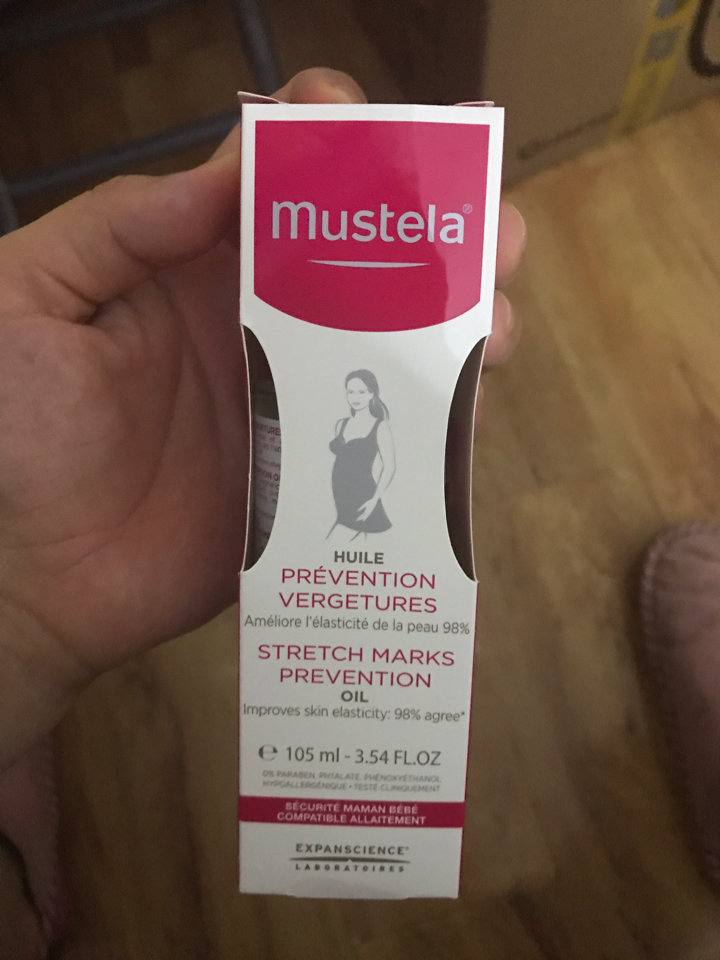 mustela®
HUILE
PRÉVENTION
VERGETURES
Améliore l'élasticité de la peau 98%
STRETCH MARKS
PREVENTION
OIL
Improves skin elasticity: 98% agree*
e 105 ml - 3.54 FL.OZ
0% PARABEN, PHTALATE, PHÉNOXYÉTHANOL
HYPOALLERGÉNIQUE • TESTÉ CLINIQUEMENT
SÉCURITÉ MAMAN BÉBÉ
COMPATIBLE ALLAITEMENT
EXPANSCIENCE®
LABORATOIRES